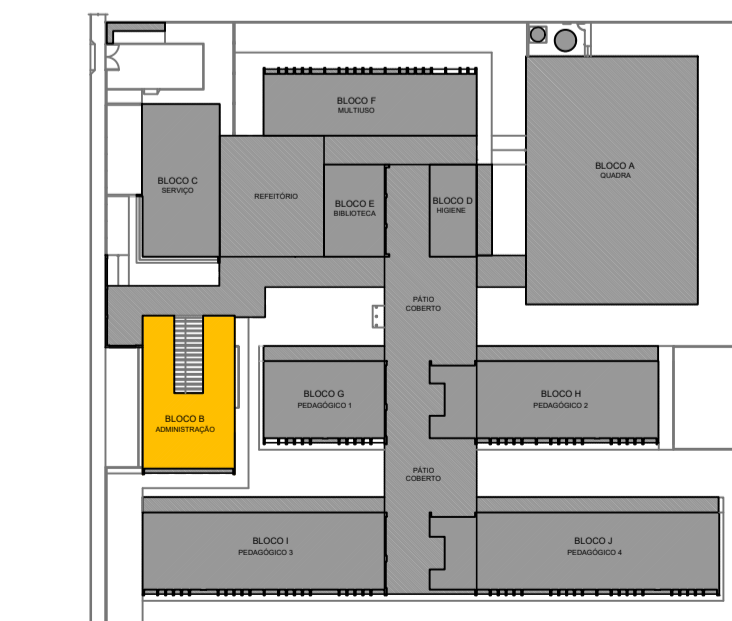 BLOCO F
MULTIUSO
BLOCO A
QUADRA
BLOCO C
SERVIÇO
REFEITÓRIO
BLOCO E
BIBLIOTECA
BLOCO D
HIGIENE
PÁTIO
COBERTO
BLOCO B
ADMINISTRAÇÃO
BLOCO G
PEDAGÓGICO 1
BLOCO H
PEDAGÓGICO 2
PÁTIO
COBERTO
BLOCO I
PEDAGÓGICO 3
BLOCO J
PEDAGÓGICO 4